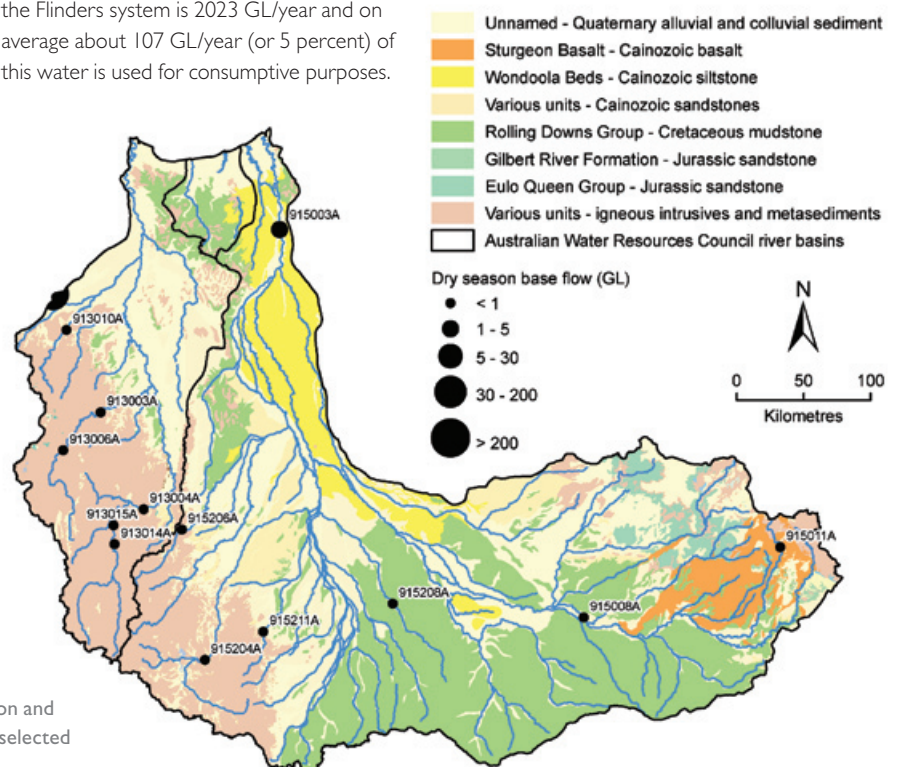 the Flinders system is 2023 GL/year and on
average about 107 GL/year (or 5 percent) of
this water is used for consumptive purposes.
Unnamed - Quaternary alluvial and colluvial sediment
Sturgeon Basalt - Cainozoic basalt
Wondoola Beds - Cainozoic siltstone
Various units - Cainozoic sandstones
Rolling Downs Group - Cretaceous mudstone
Gilbert River Formation - Jurassic sandstone
Eulo Queen Group - Jurassic sandstone
Various units - igneous intrusives and metasediments
Australian Water Resources Council river basins
Dry season base flow (GL)
< 1
1 - 5
5 - 30
30 - 200
> 200
N
0 50 100
Kilometres
915003A
913010A
913003A
913006A
913004A
913015A
915206A
913014A
915011A
915208A
915008A
915211A
915204A
on and
selected